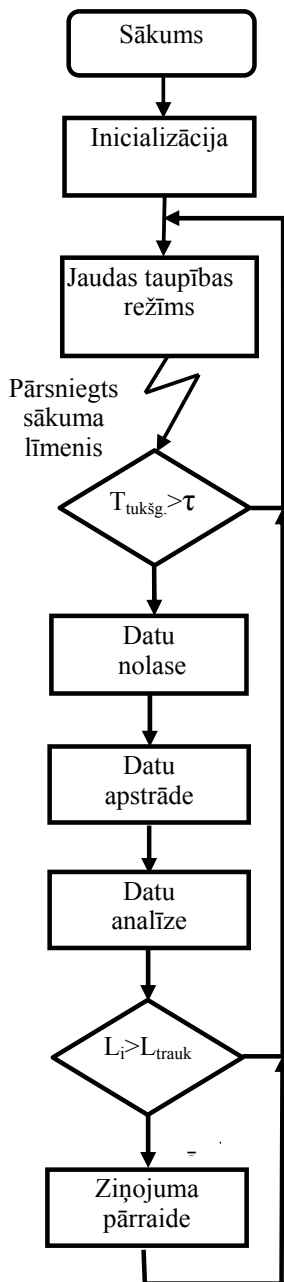 Sākums
Inicializācija
Jaudas taupības
režīms
Pārsniegts
sākuma
līmenis
Ttukšg.>τ
Datu
nolase
Datu
apstrāde
Datu
analīze
Li>Ltrauk
Ziņojuma
pārraide